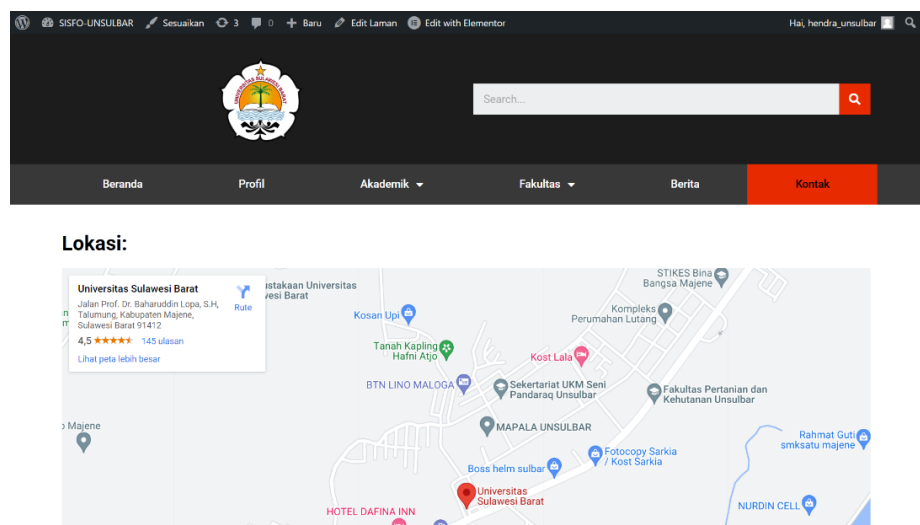 SISFO-UNSULBAR Sesuaikan 3 0 Baru Edit Laman Edit with Elementor Hai, hendra_unsulbar
UNIVERSITAS SULAWESI BARAT
Search...
Beranda Profil Akademik Fakultas Berita Kontak
Lokasi:
Universitas Sulawesi Barat
Jalan Prof. Dr. Baharuddin Lopa, S.H,
Talumung, Kabupaten Majene,
Sulawesi Barat 91412
4,5 145 ulasan
Lihat peta lebih besar
Rute
ustakaan Universitas
vesi Barat
STIKES Bina
Bangsa Majene
Kosan Upi
Kompleks
Perumahan Lutang
Tanah Kapling
Hafni Atjo
Kost Lala
BTN LINO MALOGA
Sekertariat UKM Seni
Pandaraq Unsulbar
Fakultas Pertanian dan
Kehutanan Unsulbar
Majene
MAPALA UNSULBAR
Rahmat Guti
smksatu majene
Fotocopy Sarkia
/ Kost Sarkia
Boss helm sulbar
Universitas
Sulawesi Barat
NURDIN CELL
HOTEL DAFINA INN